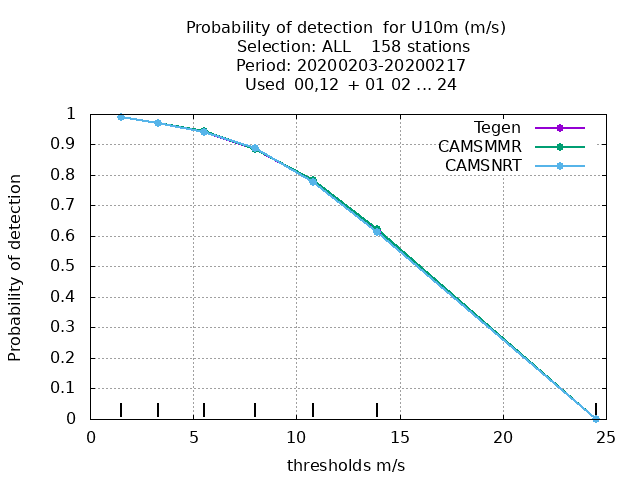 Probability of detection  for U10m (m/s)
Selection: ALL    158 stations
Period: 20200203-20200217
Used  00,12  + 01 02 ... 24
Probability of detection
1
0.9
0.8
0.7
0.6
0.5
0.4
0.3
0.2
0.1
0
Tegen
CAMSMMR
CAMSNRT
0 5 10 15 20 25
thresholds m/s